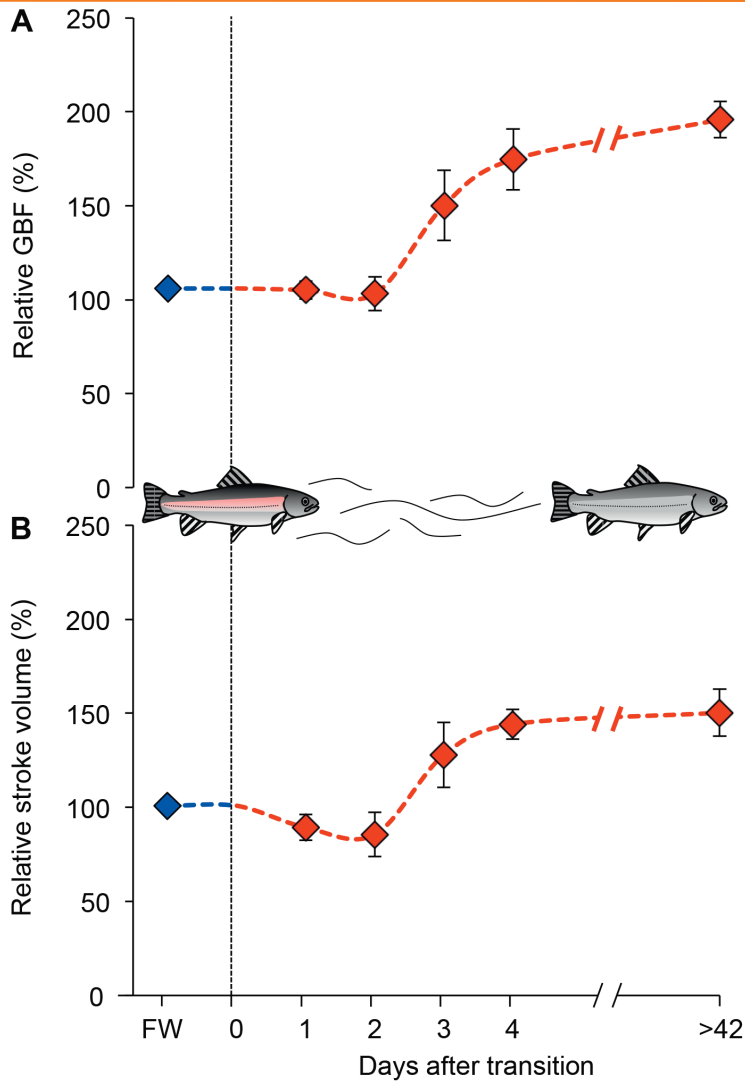 A
250
200
150
100
50
0
Relative GBF (%)
B
250
200
150
100
50
0
Relative stroke volume (%)
FW 0 1 2 3 4 >42
Days after transition